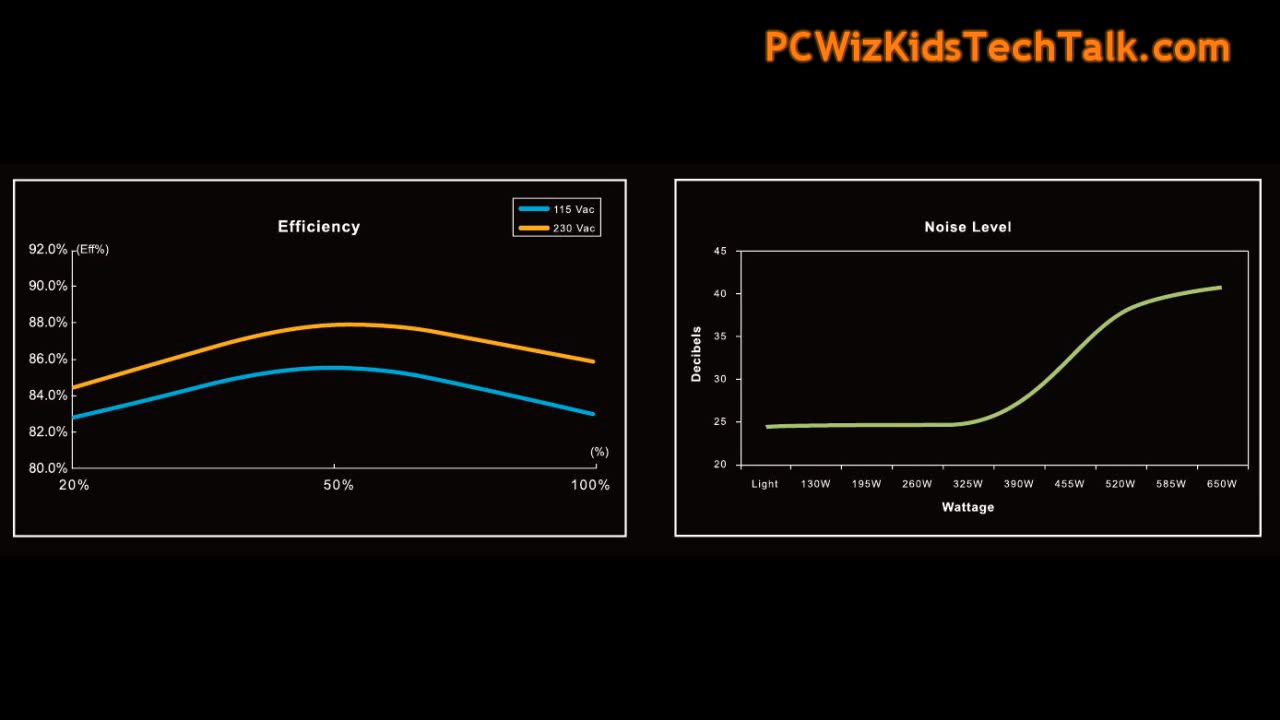 PCWizKidsTechTalk.com
Efficiency
115 Vac
230 Vac
(Eff%)
92.0%
90.0%
88.0%
86.0%
84.0%
82.0%
80.0%
(%)
20% 50% 100%
Noise Level
Decibels
45
40
35
30
25
20
Light 130W 195W 260W 325W 390W 455W 520W 585W 650W
Wattage